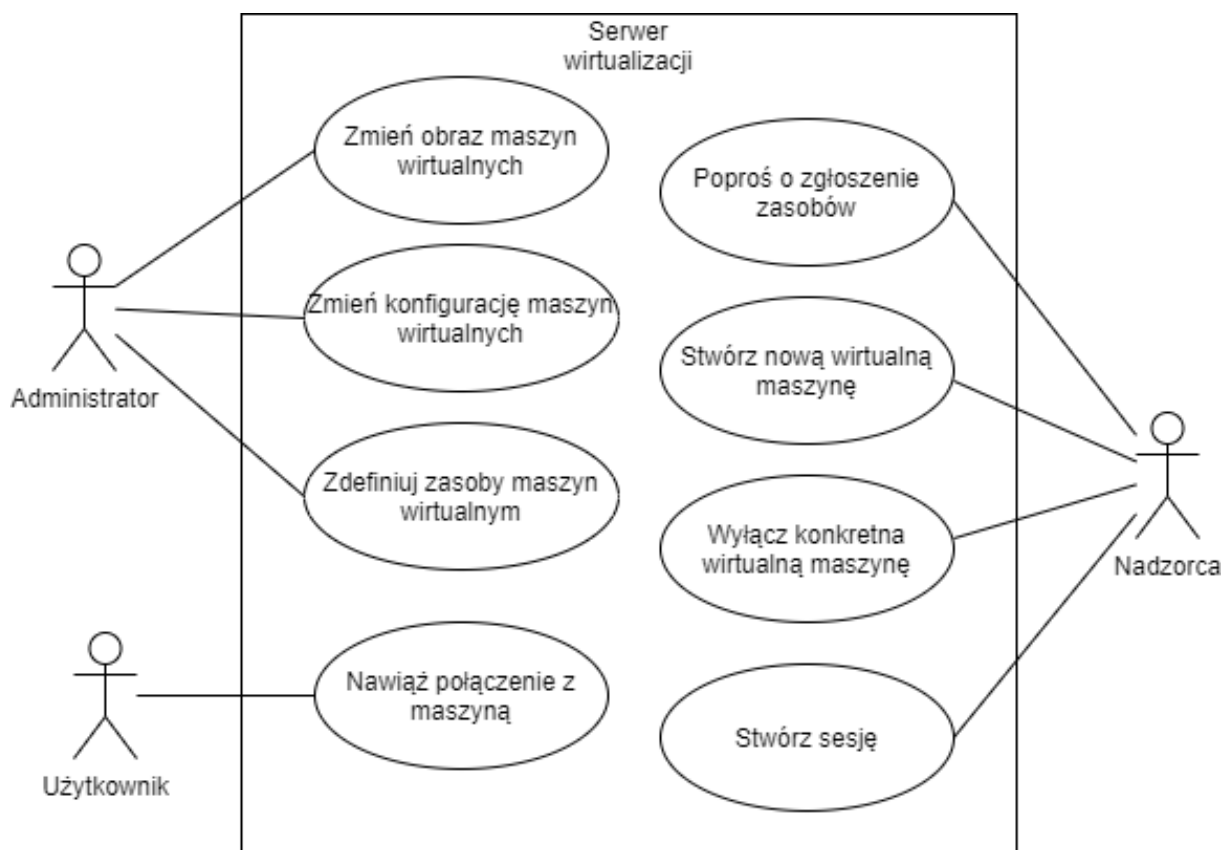 Serwer
wirtualizacji
Zmień obraz maszyn
wirtualnych
Poproś o zgłoszenie
zasobów
Zmień konfigurację maszyn
wirtualnych
Administrator
Stwórz nową wirtualną
maszynę
Zdefiniuj zasoby maszyn
wirtualnym
Wyłącz konkretna
wirtualną maszynę
Nadzorca
Nawiąż połączenie z
maszyną
Użytkownik
Stwórz sesję